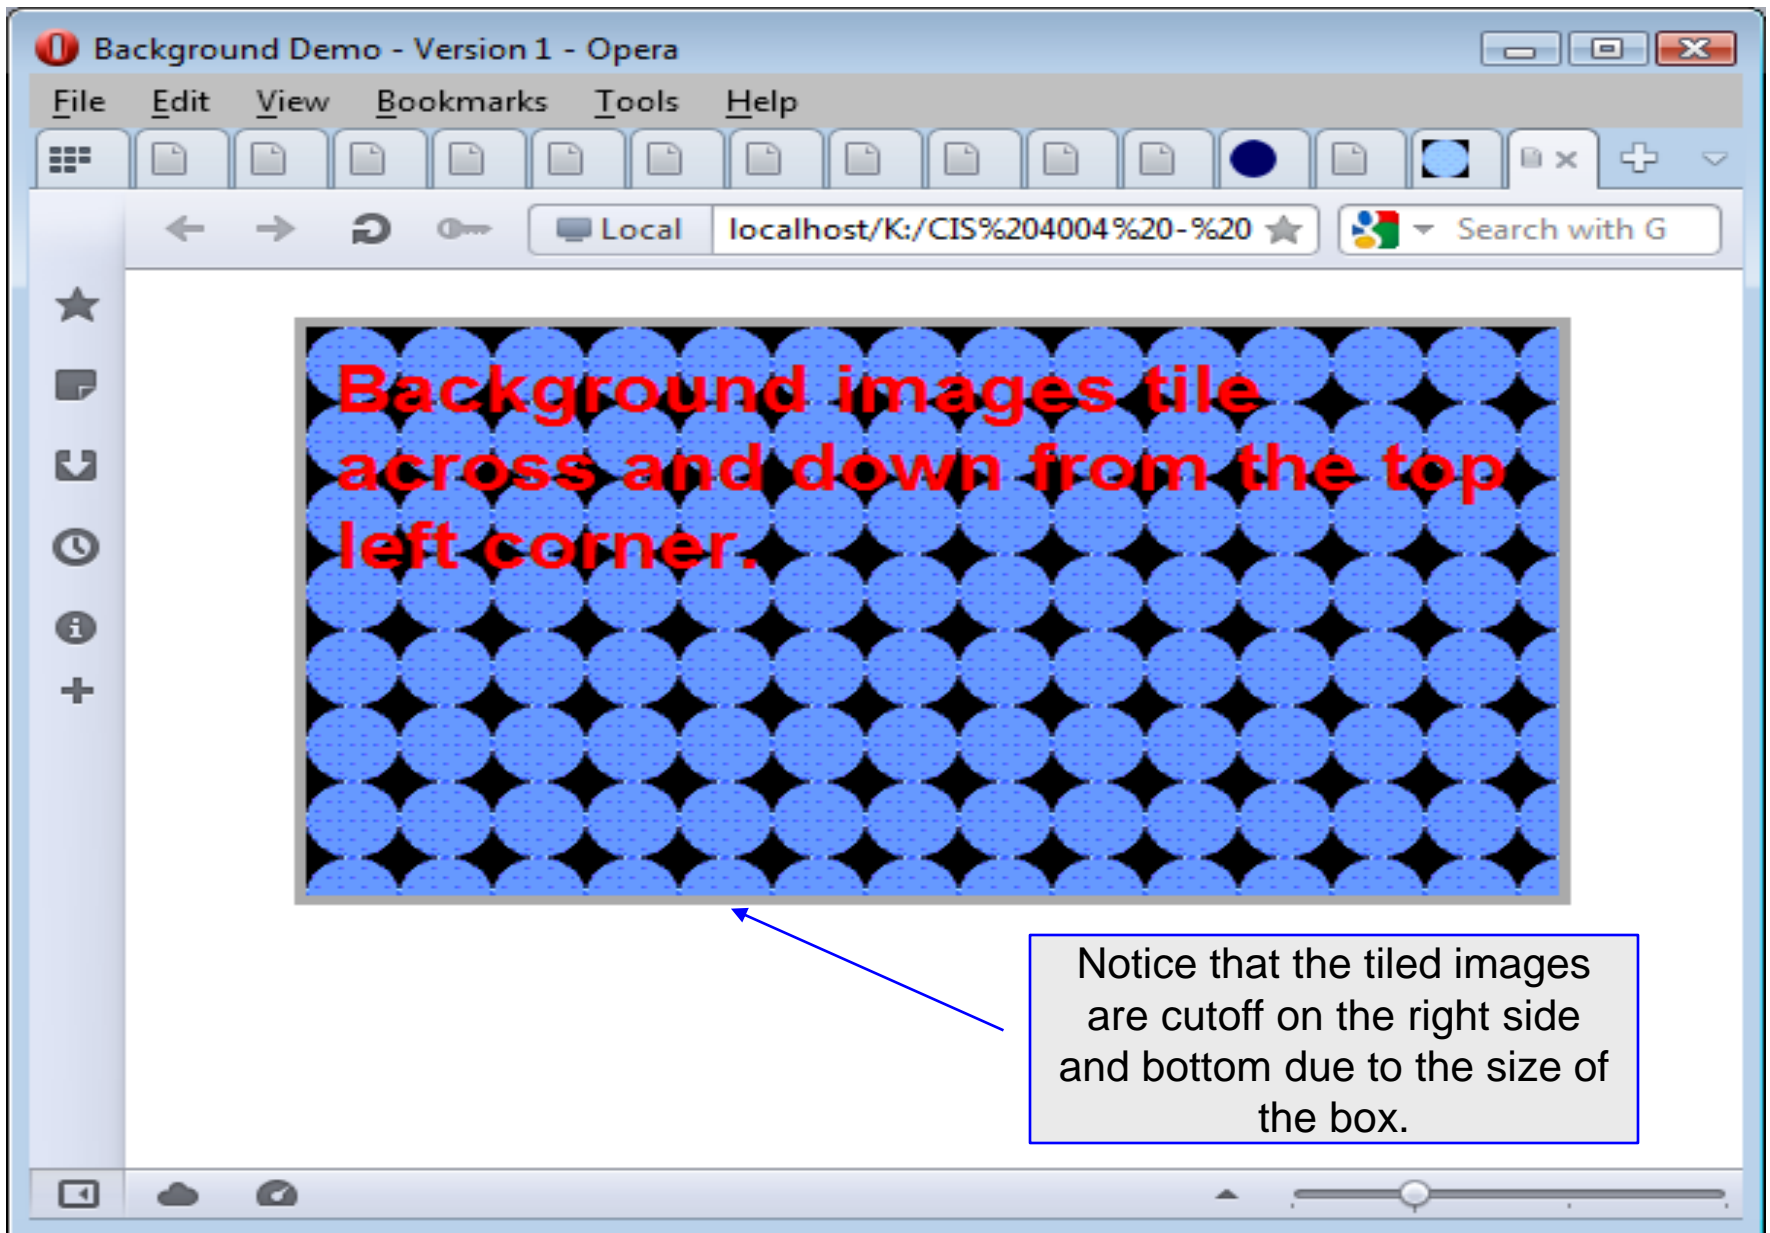 Background Demo - Version 1 - Opera
File Edit View Bookmarks Tools Help
Local localhost/K:/CIS%204004%20-%20 Search with G
Background images tile
across and down from the top
left corner.
Notice that the tiled images
are cutoff on the right side
and bottom due to the size of
the box.